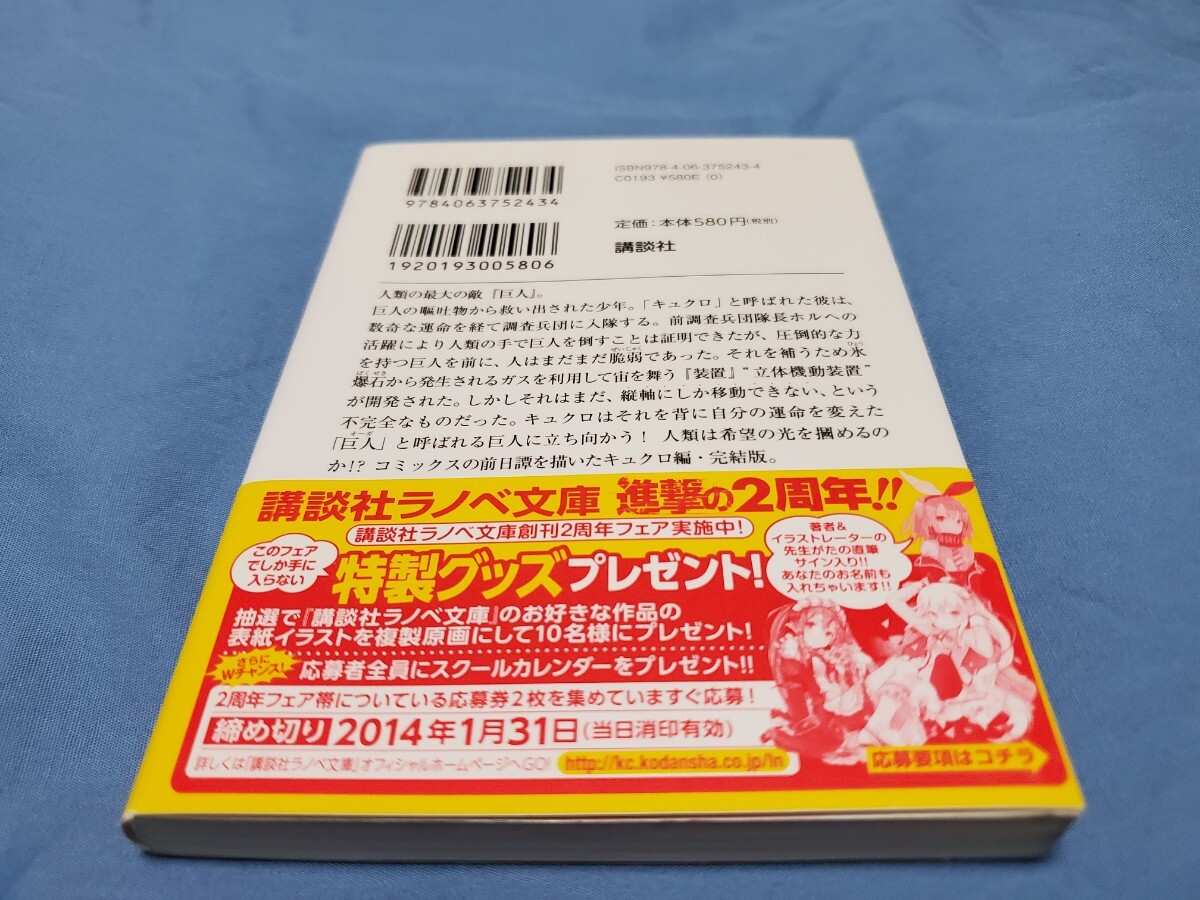 ISBN978-4-06-375243-4
C0193 ¥580E (0)
9784063752434
定価:本体580円(税別)
講談社
1920193005806
人類の最大の敵『巨人』。
巨人の嘔吐物から救い出された少年。「キュクロ」と呼ばれた彼は、
数奇な運命を経て調査兵団に入隊する。前調査兵団隊長ホルへの
活躍により人類の手で巨人を倒すことは証明できたが、圧倒的な力
を持つ巨人を前に、人はまだまだ脆弱であった。それを補うため氷
爆石から発生されるガスを利用して宙を舞う『装置』“立体機動装置”
が開発された。しかしそれはまだ、縦軸にしか移動できない、という
不完全なものだった。キュクロはそれを背に自分の運命を変えた
「巨人」と呼ばれる巨人に立ち向かう! 人類は希望の光を摑めるの
か!? コミックスの前日譚を描いたキュクロ編・完結版。
講談社ラノベ文庫 進撃の2周年!!
講談社ラノベ文庫創刊2周年フェア実施中!
このフェア
でしか手に
入らない
特製グッズプレゼント!
著者&
イラストレーターの
先生がたの直筆
サイン入り!!
あなたのお名前も
入れちゃいます!!
抽選で『講談社ラノベ文庫』のお好きな作品の
表紙イラストを複製原画にして10名様にプレゼント!
さらに
Wチャンス!
応募者全員にスクールカレンダーをプレゼント!!
2周年フェア帯についている応募券2枚を集めていますぐ応募!
締め切り 2014年1月31日(当日消印有効)
詳しくは「講談社ラノベ文庫」オフィシャルホームページへGO!
http://kc.kodansha.co.jp/ln
応募要項はコチラ